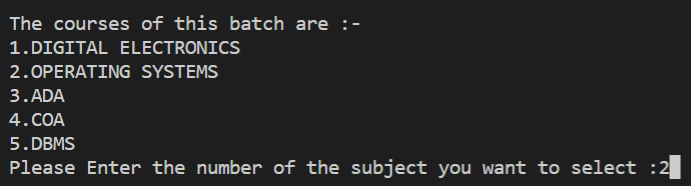 The courses of this batch are :-
1.DIGITAL ELECTRONICS
2.OPERATING SYSTEMS
3.ADA
4.COA
5.DBMS
Please Enter the number of the subject you want to select :2